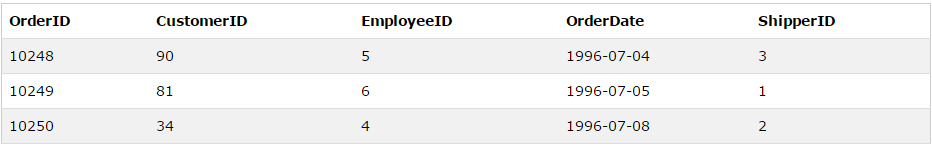 OrderID CustomerID EmployeeID OrderDate ShipperID
10248 90 5 1996-07-04 3
10249 81 6 1996-07-05 1
10250 34 4 1996-07-08 2